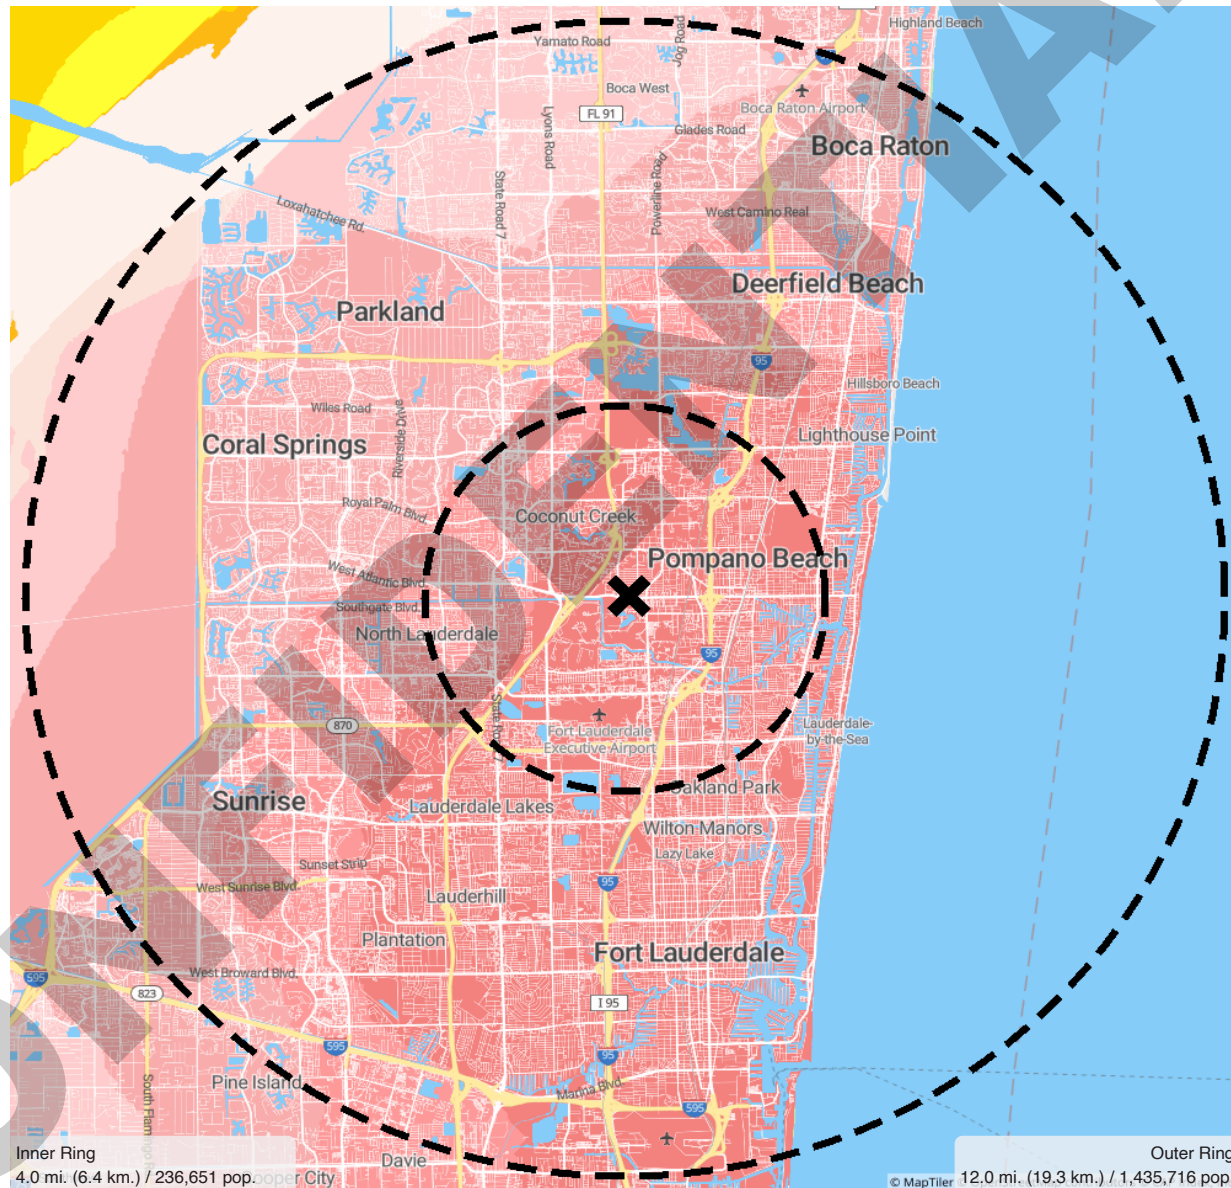 Highland Beach
Yamato Road
Jog Road
Boca West
Boca Raton Airport
FL 91
Glades Road
Lyons Road
Boca Raton
State Road 7
Powerline Road
Loxahatchee Rd.
West Camino Real
Deerfield Beach
Parkland
95
Hillsboro Beach
Wiles Road
Riverside Drive
Lighthouse Point
Coral Springs
Royal Palm Blvd.
Coconut Creek
Pompano Beach
West Atlantic Blvd.
Southgate Blvd.
North Lauderdale
95
870
Fort Lauderdale
Executive Airport
Lauderdale-
by-the-Sea
Sunrise
Lauderdale Lakes
Oakland Park
Wilton Manors
Lazy Lake
Sunset Strip
West Sunrise Blvd.
95
Lauderhill
Plantation
Fort Lauderdale
West Broward Blvd.
595
823
I 95
595
95
Pine Island
Marina Blvd.
595
Davie
Inner Ring
4.0 mi. (6.4 km.) / 236,651 pop.
ooper City
Outer Ring
12.0 mi. (19.3 km.) / 1,435,716 pop
© MapTiler